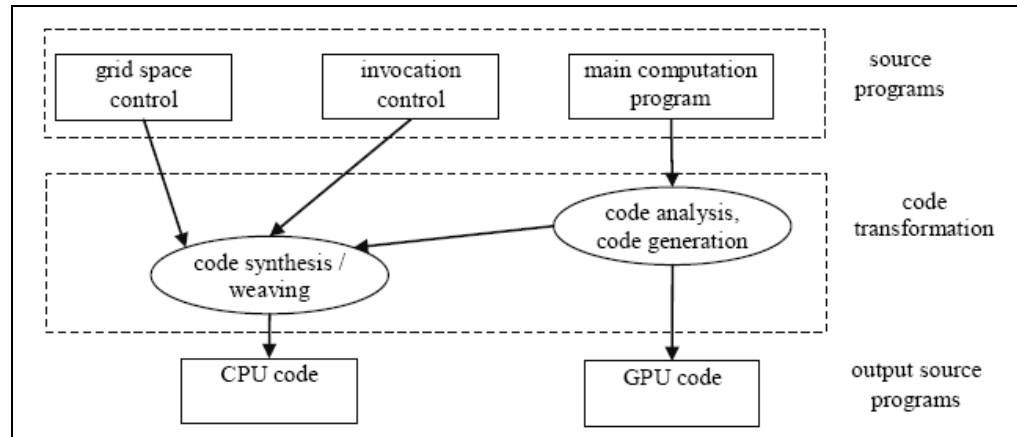 grid space
control
invocation
control
main computation
program
source
programs
code analysis,
code generation
code
transformation
code synthesis /
weaving
CPU code
GPU code
output source
programs